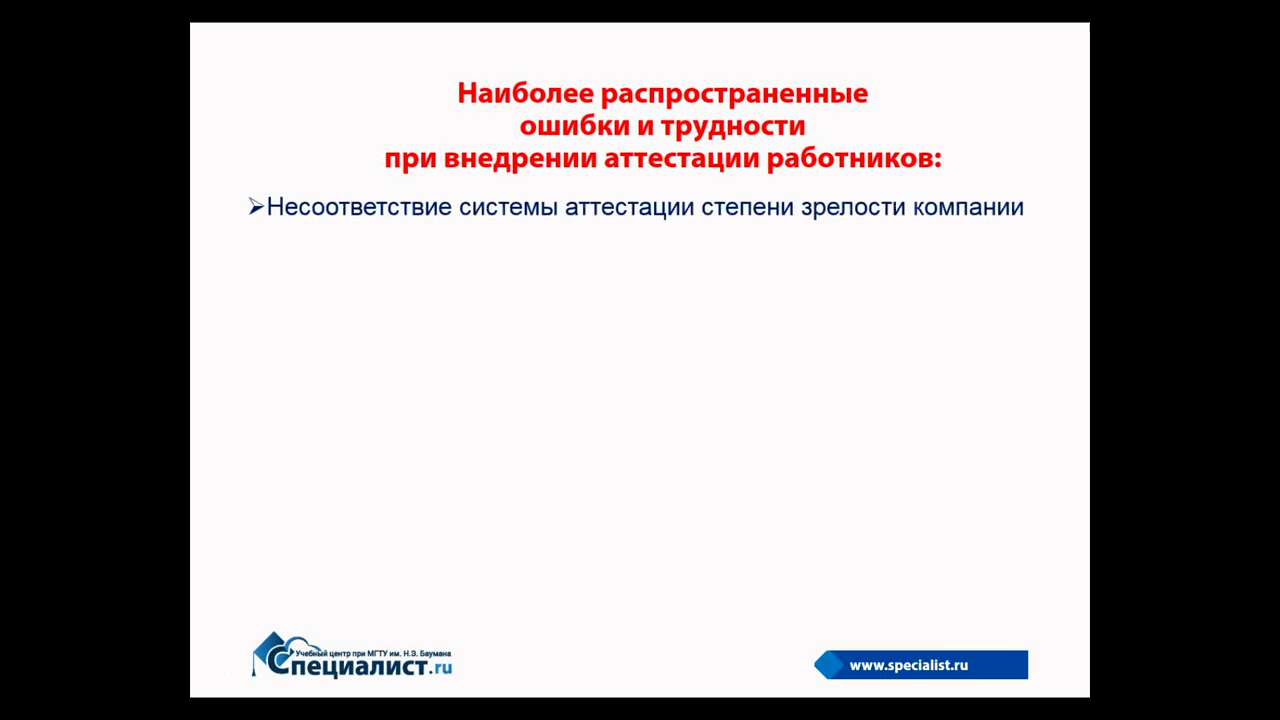 Наиболее распространенные
ошибки и трудности
при внедрении аттестации работников:
➢Несоответствие системы аттестации степени зрелости компании
Учебный центр при МГТУ им. Н.Э. Баумана
Специалист.ru
www.specialist.ru